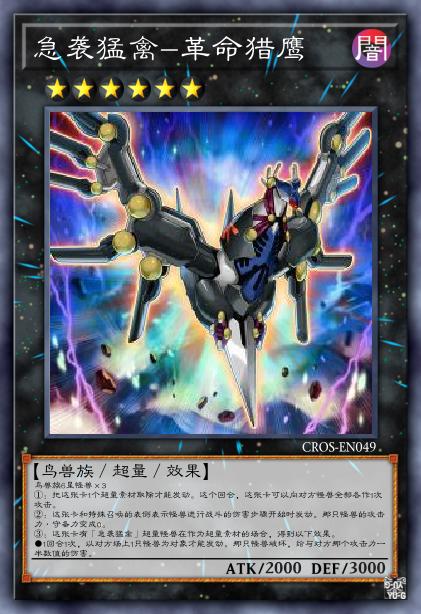 急袭猛禽–革命猎鹰
闇
CROS-EN049
【鸟兽族/超量/效果】
鸟兽族6星怪兽×3
①：把这张卡1个超量素材取除才能发动。这个回合，这张卡可以向对方怪兽全部各作1次
攻击。
②：这张卡和特殊召唤的表侧表示怪兽进行战斗的伤害步骤开始时发动。那只怪兽的攻击
力·守备力变成0。
③：这张卡有「急袭猛禽」超量怪兽在作为超量素材的场合，得到以下效果。
●1回合1次，以对方场上1只怪兽为对象才能发动。那只怪兽破坏，给与对方那个攻击力一
半数值的伤害。
ATK/2000 DEF/3000